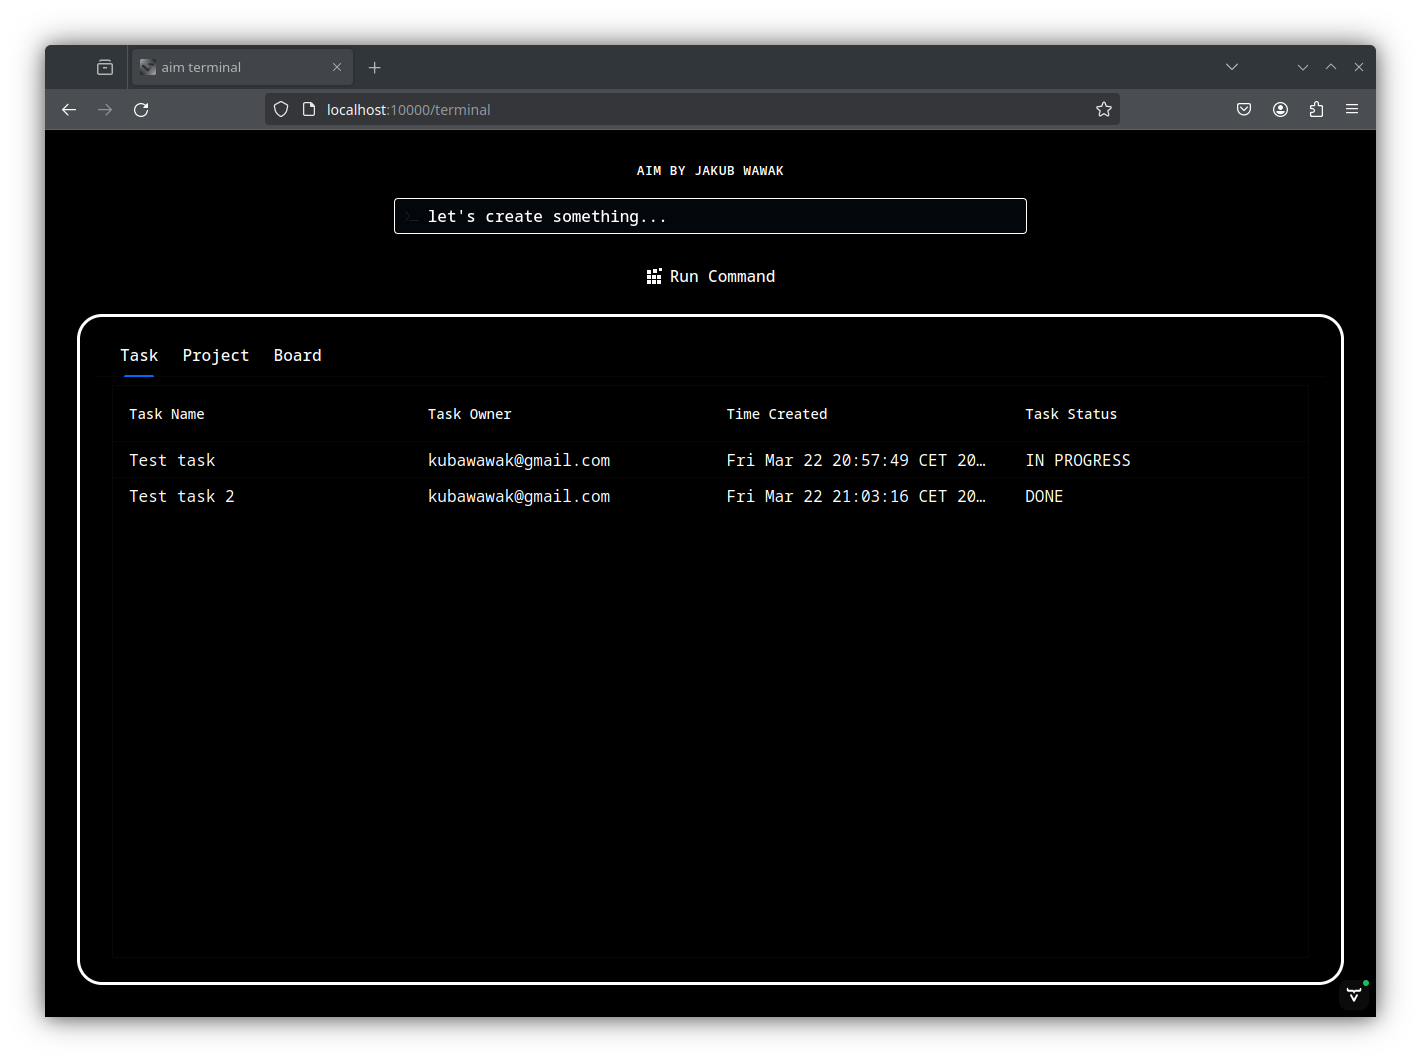 aim terminal
localhost:10000/terminal
AIM BY JAKUB WAWAK
let's create something...
Run Command
Task Project Board
Task Name Task Owner Time Created Task Status
Test task kubawawak@gmail.com Fri Mar 22 20:57:49 CET 20… IN PROGRESS
Test task 2 kubawawak@gmail.com Fri Mar 22 21:03:16 CET 20… DONE